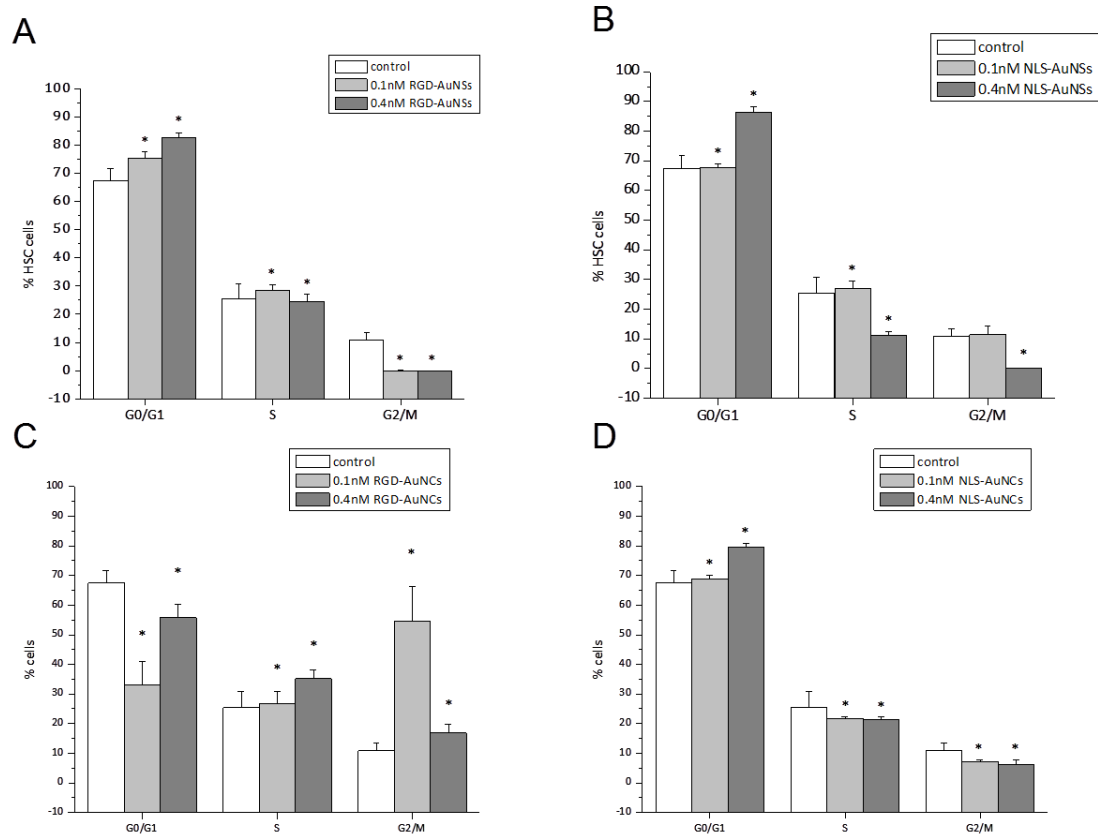 A
control
0.1nM RGD-AuNSs
0.4nM RGD-AuNSs
100
90
80
70
60
50
40
30
20
10
0
-10
% HSC cells
* *
* *
* *
G0/G1 S G2/M
B
control
0.1nM NLS-AuNSs
0.4nM NLS-AuNSs
100
90
80
70
60
50
40
30
20
10
0
-10
% HSC cells
* *
* *
*
G0/G1 S G2/M
C
control
0.1nM RGD-AuNCs
0.4nM RGD-AuNCs
100
90
80
70
60
50
40
30
20
10
0
-10
% cells
* *
* *
* *
G0/G1 S G2/M
D
control
0.1nM NLS-AuNCs
0.4nM NLS-AuNCs
100
90
80
70
60
50
40
30
20
10
0
-10
% cells
* *
* *
* *
G0/G1 S G2/M